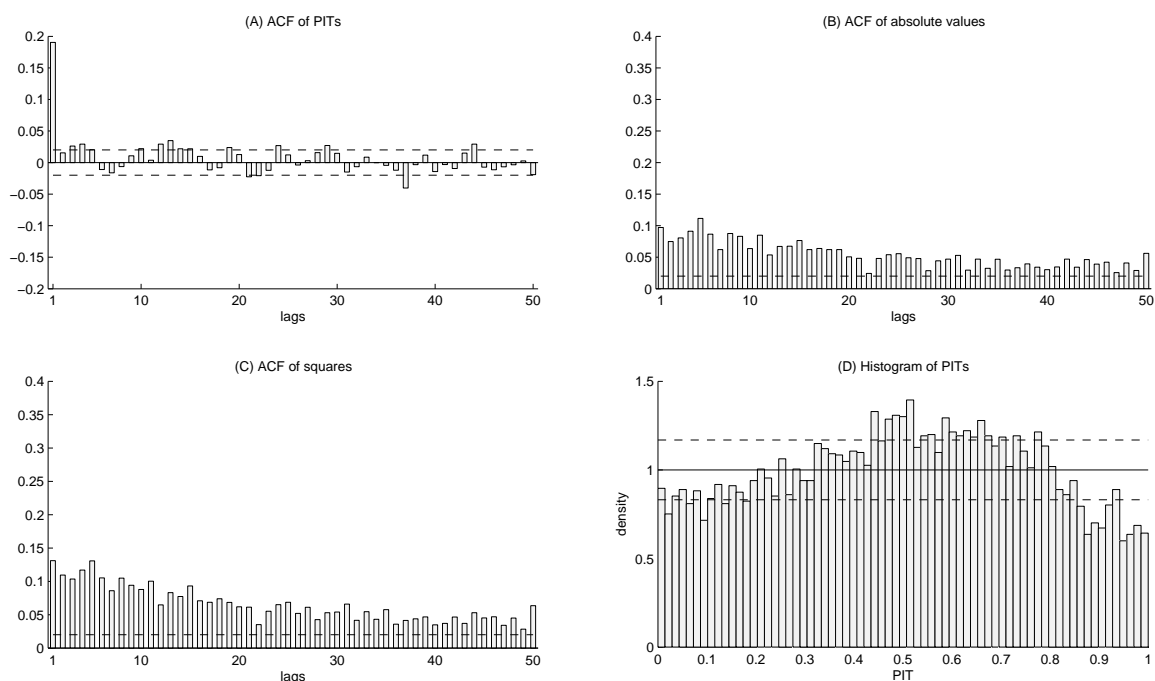 (A) ACF of PITs
0.2
0.15
0.1
0.05
0
−0.05
−0.1
−0.15
−0.2
1 10 20 30 40 50
lags
(B) ACF of absolute values
0.4
0.35
0.3
0.25
0.2
0.15
0.1
0.05
0
1 10 20 30 40 50
lags
(C) ACF of squares
0.4
0.35
0.3
0.25
0.2
0.15
0.1
0.05
0
1 10 20 30 40 50
lags
(D) Histogram of PITs
1.5
1
0.5
0
density
0 0.1 0.2 0.3 0.4 0.5 0.6 0.7 0.8 0.9 1
PIT